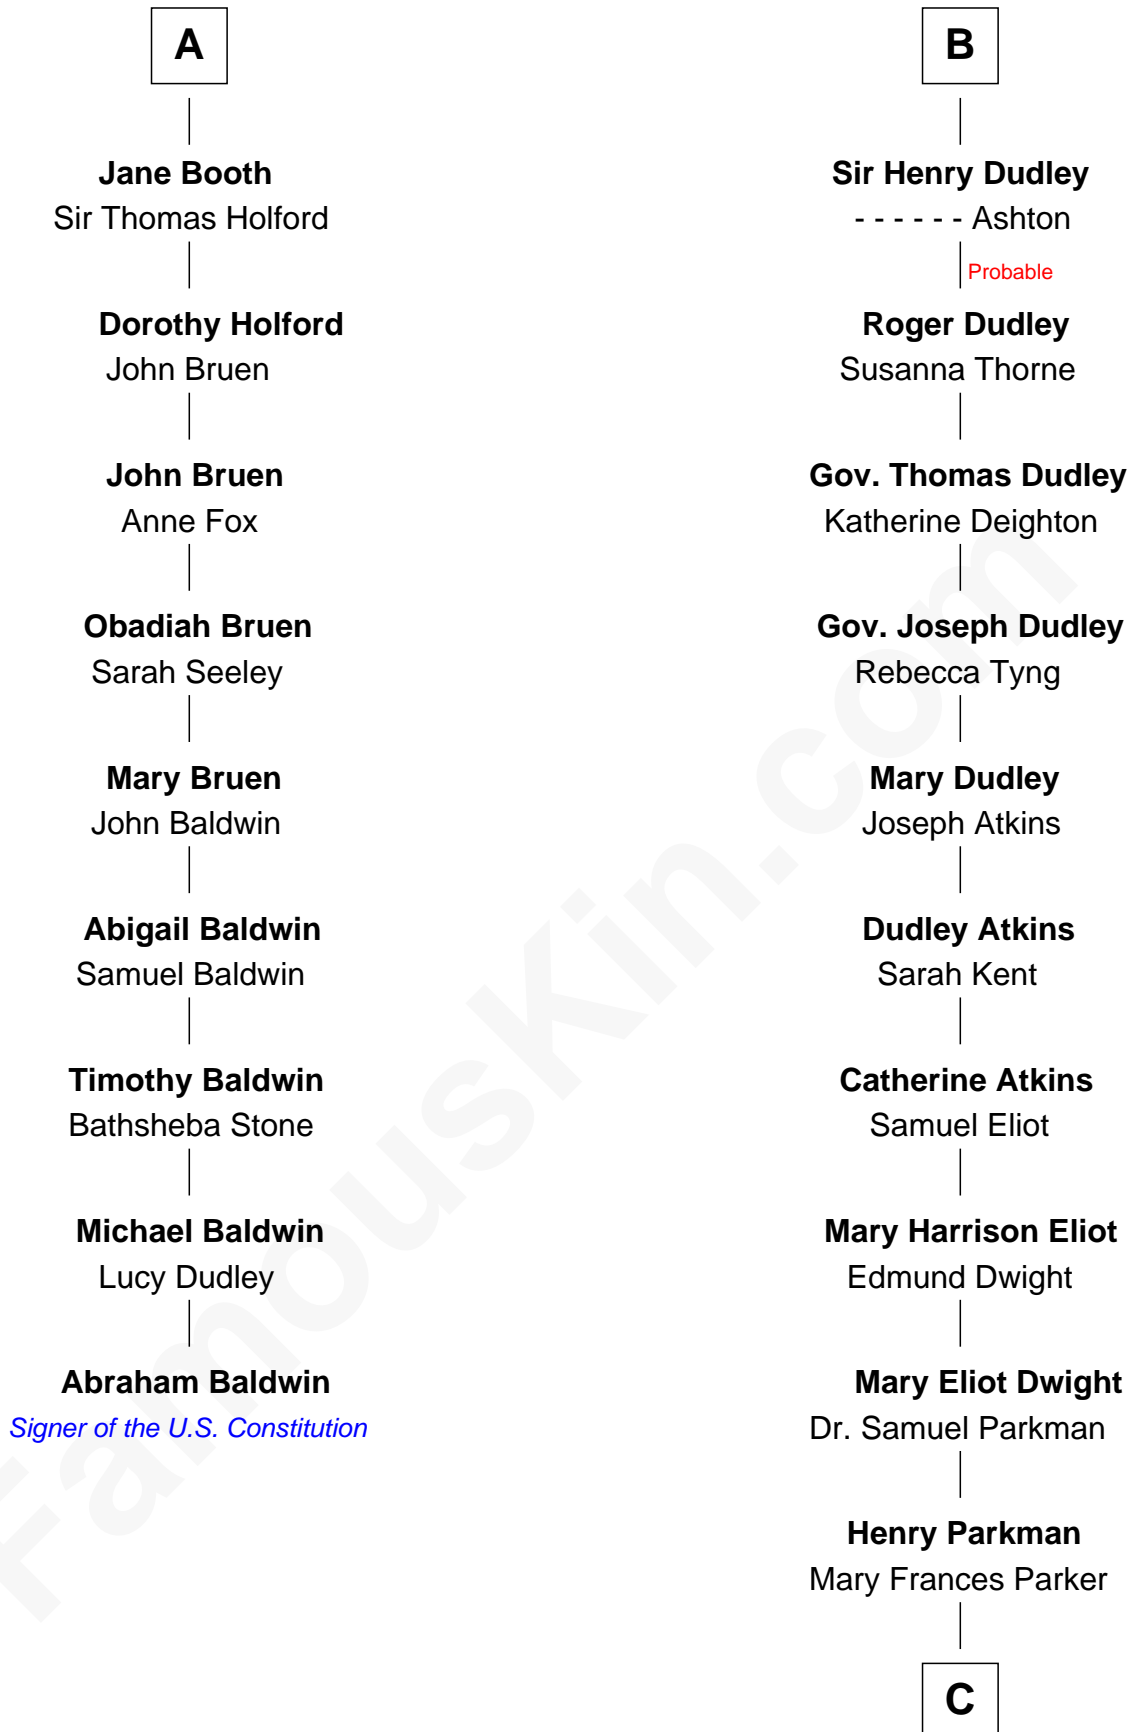 A
Jane Booth
Sir Thomas Holford
Dorothy Holford
John Bruen
John Bruen
Anne Fox
Obadiah Bruen
Sarah Seeley
Mary Bruen
John Baldwin
Abigail Baldwin
Samuel Baldwin
Timothy Baldwin
Bathsheba Stone
Michael Baldwin
Lucy Dudley
Abraham Baldwin
Signer of the U.S. Constitution
B
Sir Henry Dudley
- - - - - - Ashton
Probable
Roger Dudley
Susanna Thorne
Gov. Thomas Dudley
Katherine Deighton
Gov. Joseph Dudley
Rebecca Tyng
Mary Dudley
Joseph Atkins
Dudley Atkins
Sarah Kent
Catherine Atkins
Samuel Eliot
Mary Harrison Eliot
Edmund Dwight
Mary Eliot Dwight
Dr. Samuel Parkman
Henry Parkman
Mary Frances Parker
C
FamousKin.com